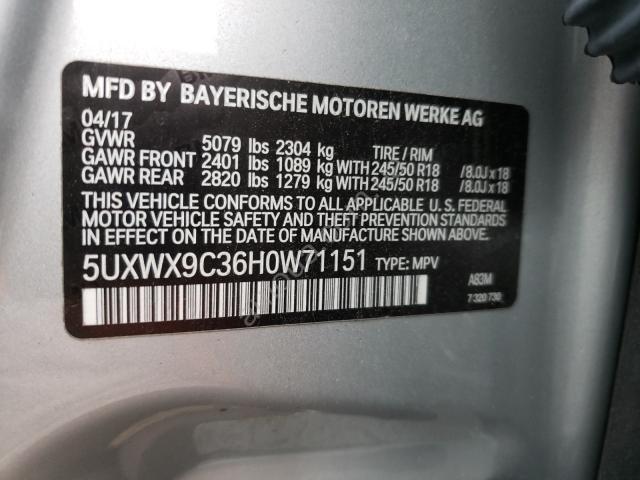 MFD BY BAYERISCHE MOTOREN WERKE AG
04/17
GVWR 5079 lbs 2304 kg TIRE / RIM
GAWR FRONT 2401 lbs 1089 kg WITH 245/50 R18 /8.0J x 18
GAWR REAR 2820 lbs 1279 kg WITH 245/50 R18 /8.0J x 18
THIS VEHICLE CONFORMS TO ALL APPLICABLE U. S. FEDERAL
MOTOR VEHICLE SAFETY AND THEFT PREVENTION STANDARDS
IN EFFECT ON THE DATE OF MANUFACTURE SHOWN ABOVE.
5UXWX9C36H0W71151 TYPE: MPV
A83M
7 320 730